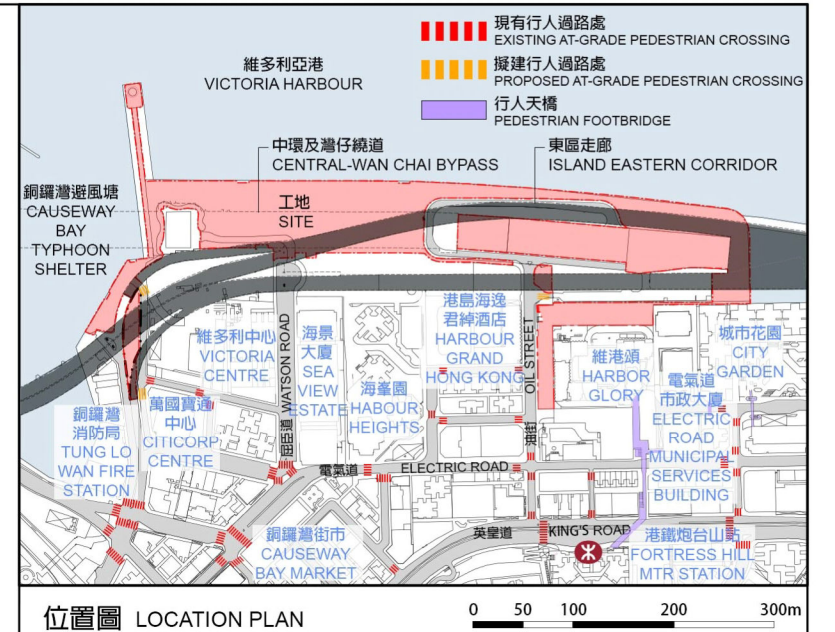 現有行人過路處
EXISTING AT-GRADE PEDESTRIAN CROSSING
擬建行人過路處
PROPOSED AT-GRADE PEDESTRIAN CROSSING
行人天橋
PEDESTRIAN FOOTBRIDGE
維多利亞港
VICTORIA HARBOUR
中環及灣仔繞道
CENTRAL-WAN CHAI BYPASS
東區走廊
ISLAND EASTERN CORRIDOR
銅鑼灣避風塘
CAUSEWAY
BAY
TYPHOON
SHELTER
工地
SITE
維多利中心
VICTORIA
CENTRE
屈臣道 WATSON ROAD
海景
大廈
SEA
VIEW
ESTATE
海峯園
HABOUR
HEIGHTS
港島海逸
君綽酒店
HARBOUR
GRAND
HONG KONG
油街 OIL STREET
維港頌
HARBOR
GLORY
城市花園
CITY
GARDEN
電氣道
市政大廈
ELECTRIC
ROAD
MUNICIPAL
SERVICES
BUILDING
銅鑼灣
消防局
TUNG LO
WAN FIRE
STATION
萬國寶通
中心
CITICORP
CENTRE
電氣道 ELECTRIC ROAD
銅鑼灣街市
CAUSEWAY
BAY MARKET
英皇道 KING'S ROAD
港鐵炮台山站
FORTRESS HILL
MTR STATION
位置圖 LOCATION PLAN
0 50 100 200 300m